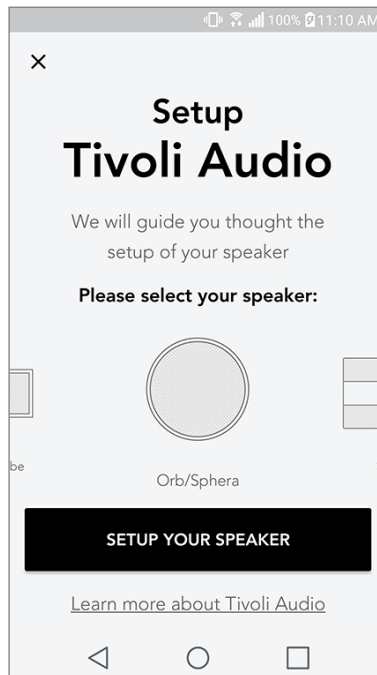 100% 11:10 AM
Setup
Tivoli Audio
We will guide you thought the
setup of your speaker
Please select your speaker:
be
Orb/Sphera
SETUP YOUR SPEAKER
Learn more about Tivoli Audio